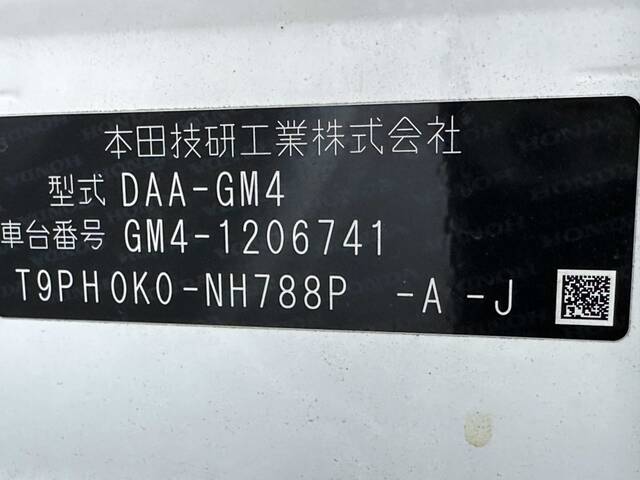 本田技研工業株式会社
型式 DAA-GM4
車台番号 GM4-1206741
T9PH0K0-NH788P -A -J